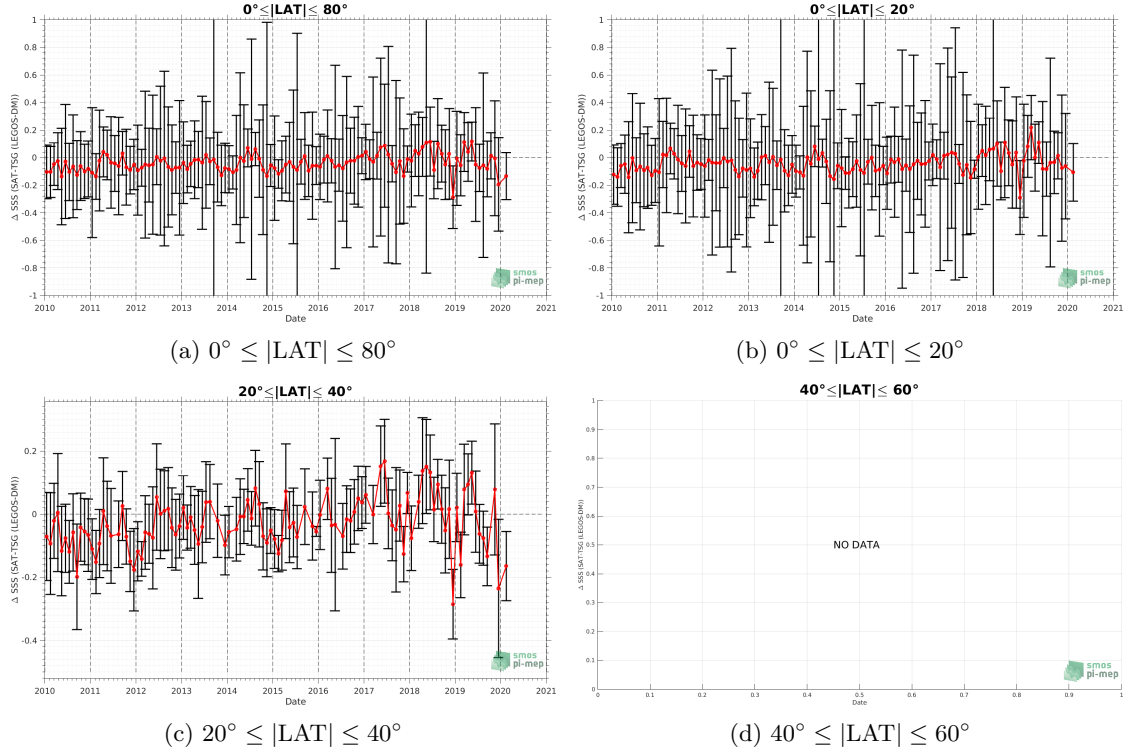 0°≤|LAT|≤ 80°
1
0.8
0.6
0.4
0.2
0
-0.2
-0.4
-0.6
-0.8
-1
Δ SSS (SAT-TSG (LEGOS-DM))
2010 2011 2012 2013 2014 2015 2016 2017 2018 2019 2020 2021
Date
smos
pi-mep
(a) 0° ≤ |LAT| ≤ 80°
0°≤|LAT|≤ 20°
1
0.8
0.6
0.4
0.2
0
-0.2
-0.4
-0.6
-0.8
-1
Δ SSS (SAT-TSG (LEGOS-DM))
2010 2011 2012 2013 2014 2015 2016 2017 2018 2019 2020 2021
Date
smos
pi-mep
(b) 0° ≤ |LAT| ≤ 20°
20°≤|LAT|≤ 40°
0.2
0
-0.2
-0.4
Δ SSS (SAT-TSG (LEGOS-DM))
2010 2011 2012 2013 2014 2015 2016 2017 2018 2019 2020 2021
Date
smos
pi-mep
(c) 20° ≤ |LAT| ≤ 40°
40°≤|LAT|≤ 60°
1
0.9
0.8
0.7
0.6
0.5
0.4
0.3
0.2
0.1
0
Δ SSS (SAT-TSG (LEGOS-DM))
NO DATA
0 0.1 0.2 0.3 0.4 0.5 0.6 0.7 0.8 0.9 1
Date
smos
pi-mep
(d) 40° ≤ |LAT| ≤ 60°